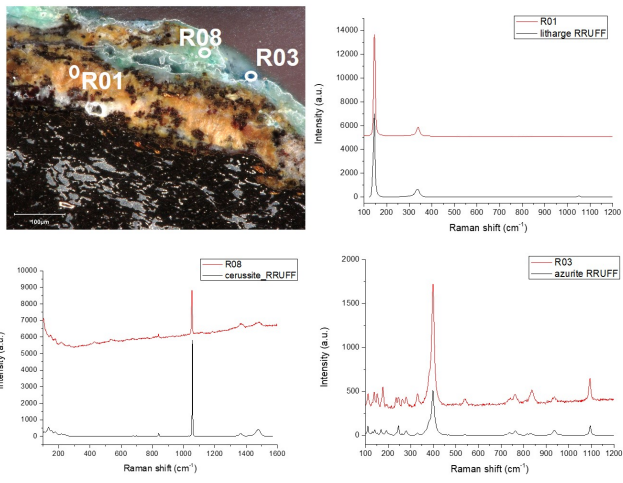 R08
R03
R01
100µm
R01
litharge RRUFF
Intensity (a.u.)
14000
12000
10000
8000
6000
4000
2000
0
100 200 300 400 500 600 700 800 900 1000 1100 1200
Raman shift (cm-1)
R08
cerussite_RRUFF
Intensity (a.u.)
10000
9000
8000
7000
6000
5000
4000
3000
2000
1000
0
200 400 600 800 1000 1200 1400 1600
Raman shift (cm-1)
R03
azurite RRUFF
Intensity (a.u.)
2000
1500
1000
500
0
100 200 300 400 500 600 700 800 900 1000 1100 1200
Raman shift (cm-1)